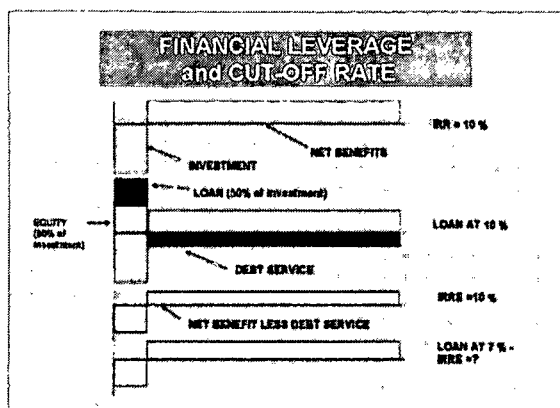 FINANCIAL LEVERAGE
and CUT-OFF RATE
IRR = 10 %
NET BENEFITS
INVESTMENT
LOAN (50% of investment)
EQUITY
(50% of
investment)
LOAN AT 10 %
DEBT SERVICE
IRRE =10 %
NET BENEFIT LESS DEBT SERVICE
LOAN AT 7 % -
IRRE =?